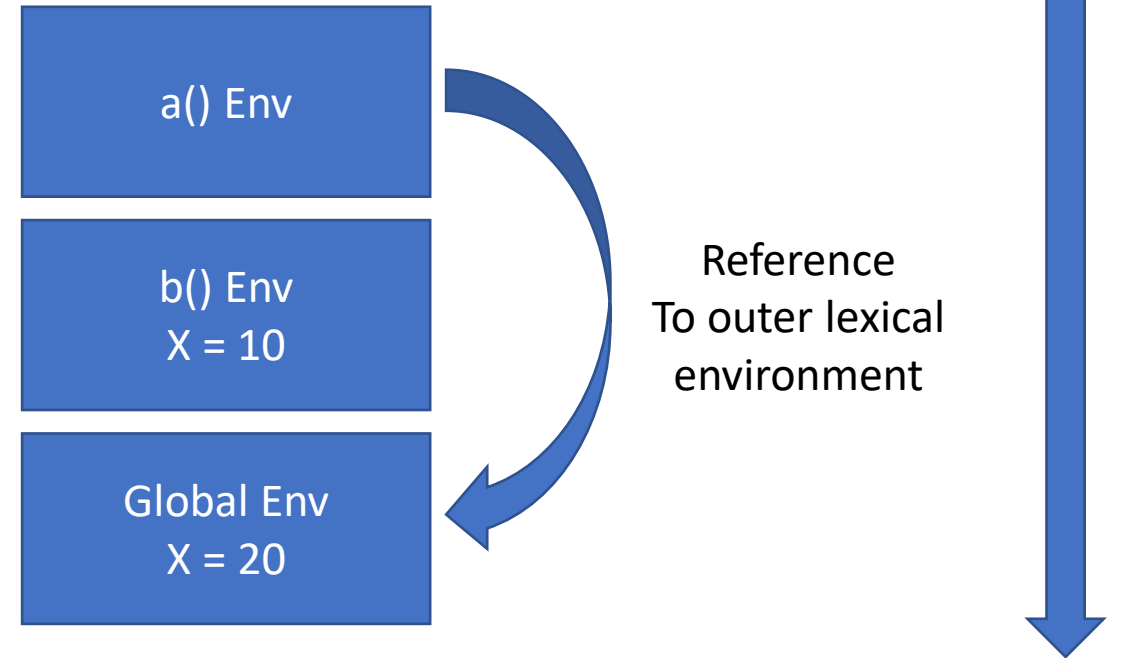 a() Env
b() Env
X = 10
Global Env
X = 20
Reference
To outer lexical
environment